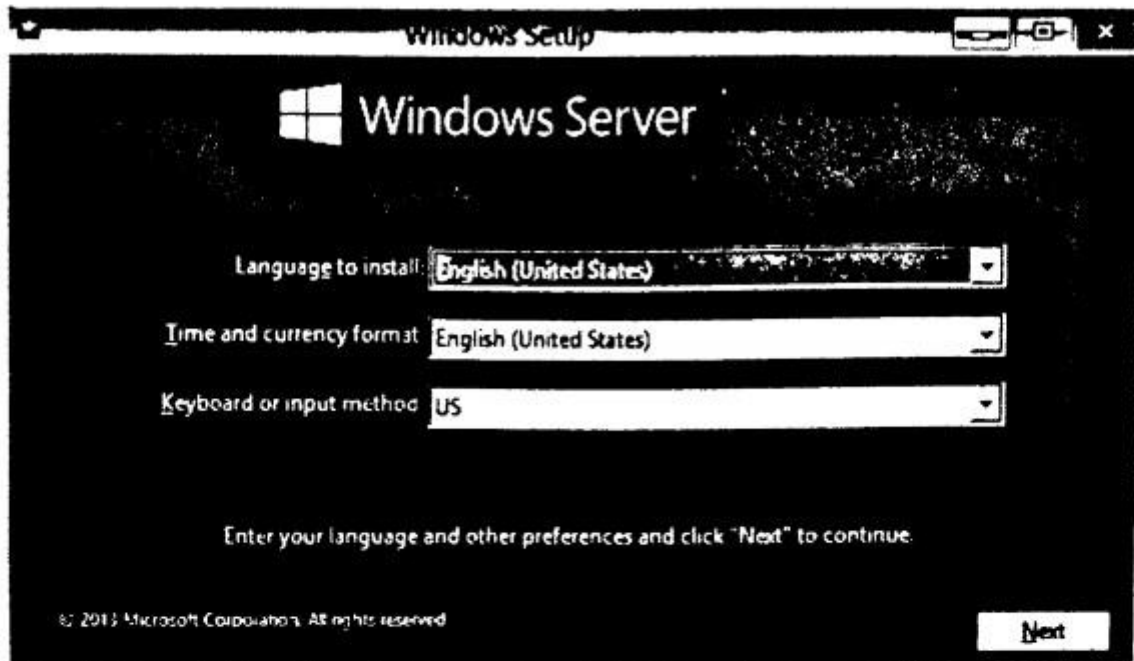 Windows Setup
Windows Server
Language to install: English (United States)
Time and currency format English (United States)
Keyboard or input method US
Enter your language and other preferences and click "Next" to continue.
© 2013 Microsoft Corporation. All rights reserved
Next